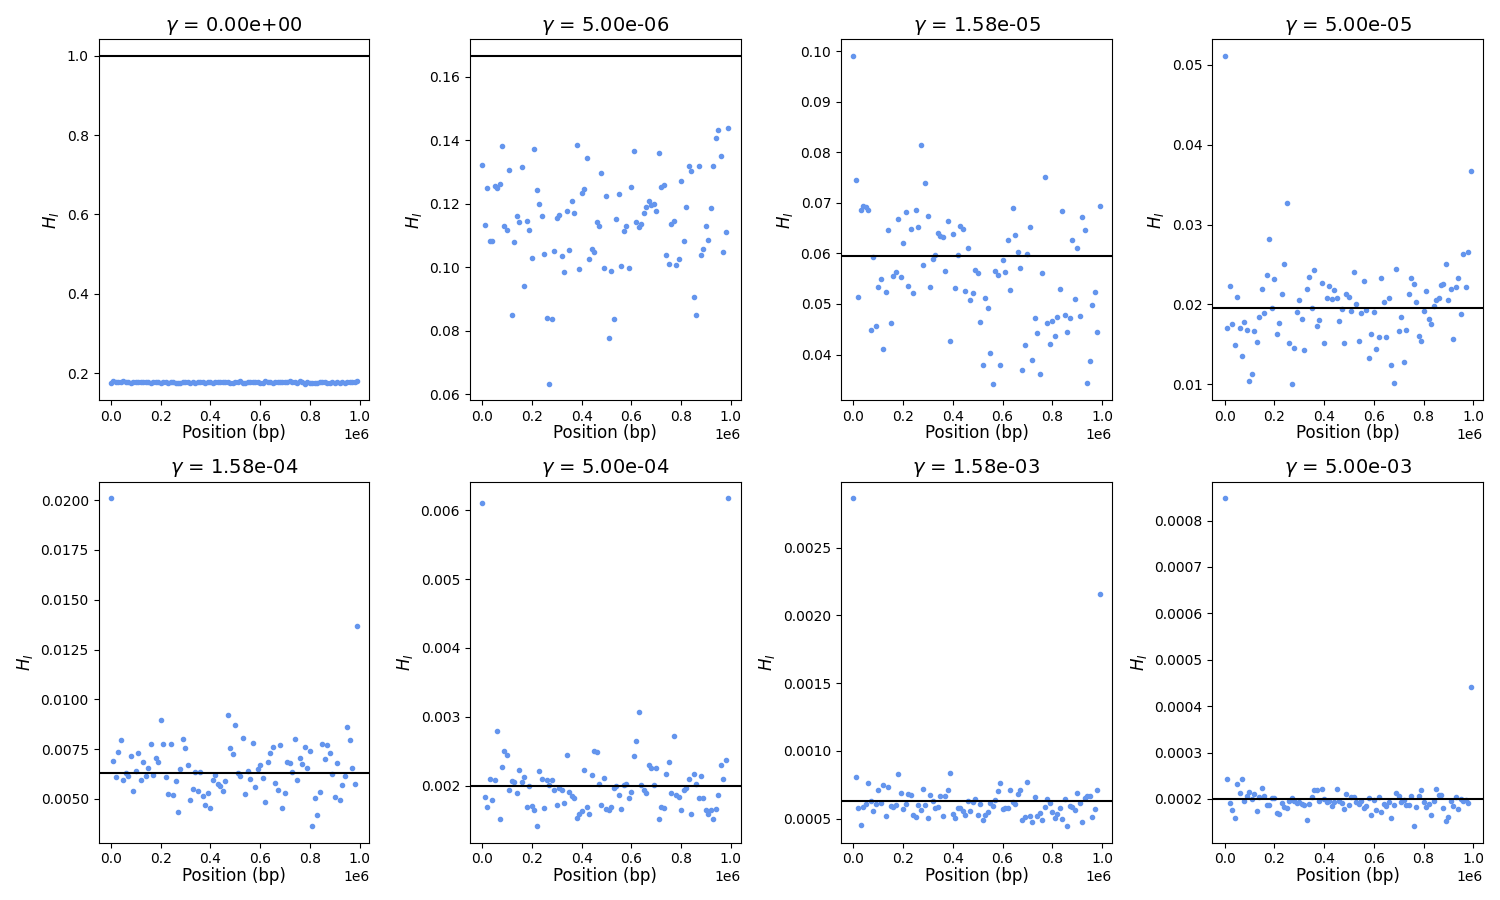 γ = 0.00e+00
1.0
0.8
0.6
0.4
0.2
H_l
0.0 0.2 0.4 0.6 0.8 1.0
Position (bp)
1e6
γ = 5.00e-06
0.16
0.14
0.12
0.10
0.08
0.06
H_l
0.0 0.2 0.4 0.6 0.8 1.0
Position (bp)
1e6
γ = 1.58e-05
0.10
0.09
0.08
0.07
0.06
0.05
0.04
H_l
0.0 0.2 0.4 0.6 0.8 1.0
Position (bp)
1e6
γ = 5.00e-05
0.05
0.04
0.03
0.02
0.01
H_l
0.0 0.2 0.4 0.6 0.8 1.0
Position (bp)
1e6
γ = 1.58e-04
0.0200
0.0175
0.0150
0.0125
0.0100
0.0075
0.0050
H_l
0.0 0.2 0.4 0.6 0.8 1.0
Position (bp)
1e6
γ = 5.00e-04
0.006
0.005
0.004
0.003
0.002
H_l
0.0 0.2 0.4 0.6 0.8 1.0
Position (bp)
1e6
γ = 1.58e-03
0.0025
0.0020
0.0015
0.0010
0.0005
H_l
0.0 0.2 0.4 0.6 0.8 1.0
Position (bp)
1e6
γ = 5.00e-03
0.0008
0.0007
0.0006
0.0005
0.0004
0.0003
0.0002
H_l
0.0 0.2 0.4 0.6 0.8 1.0
Position (bp)
1e6